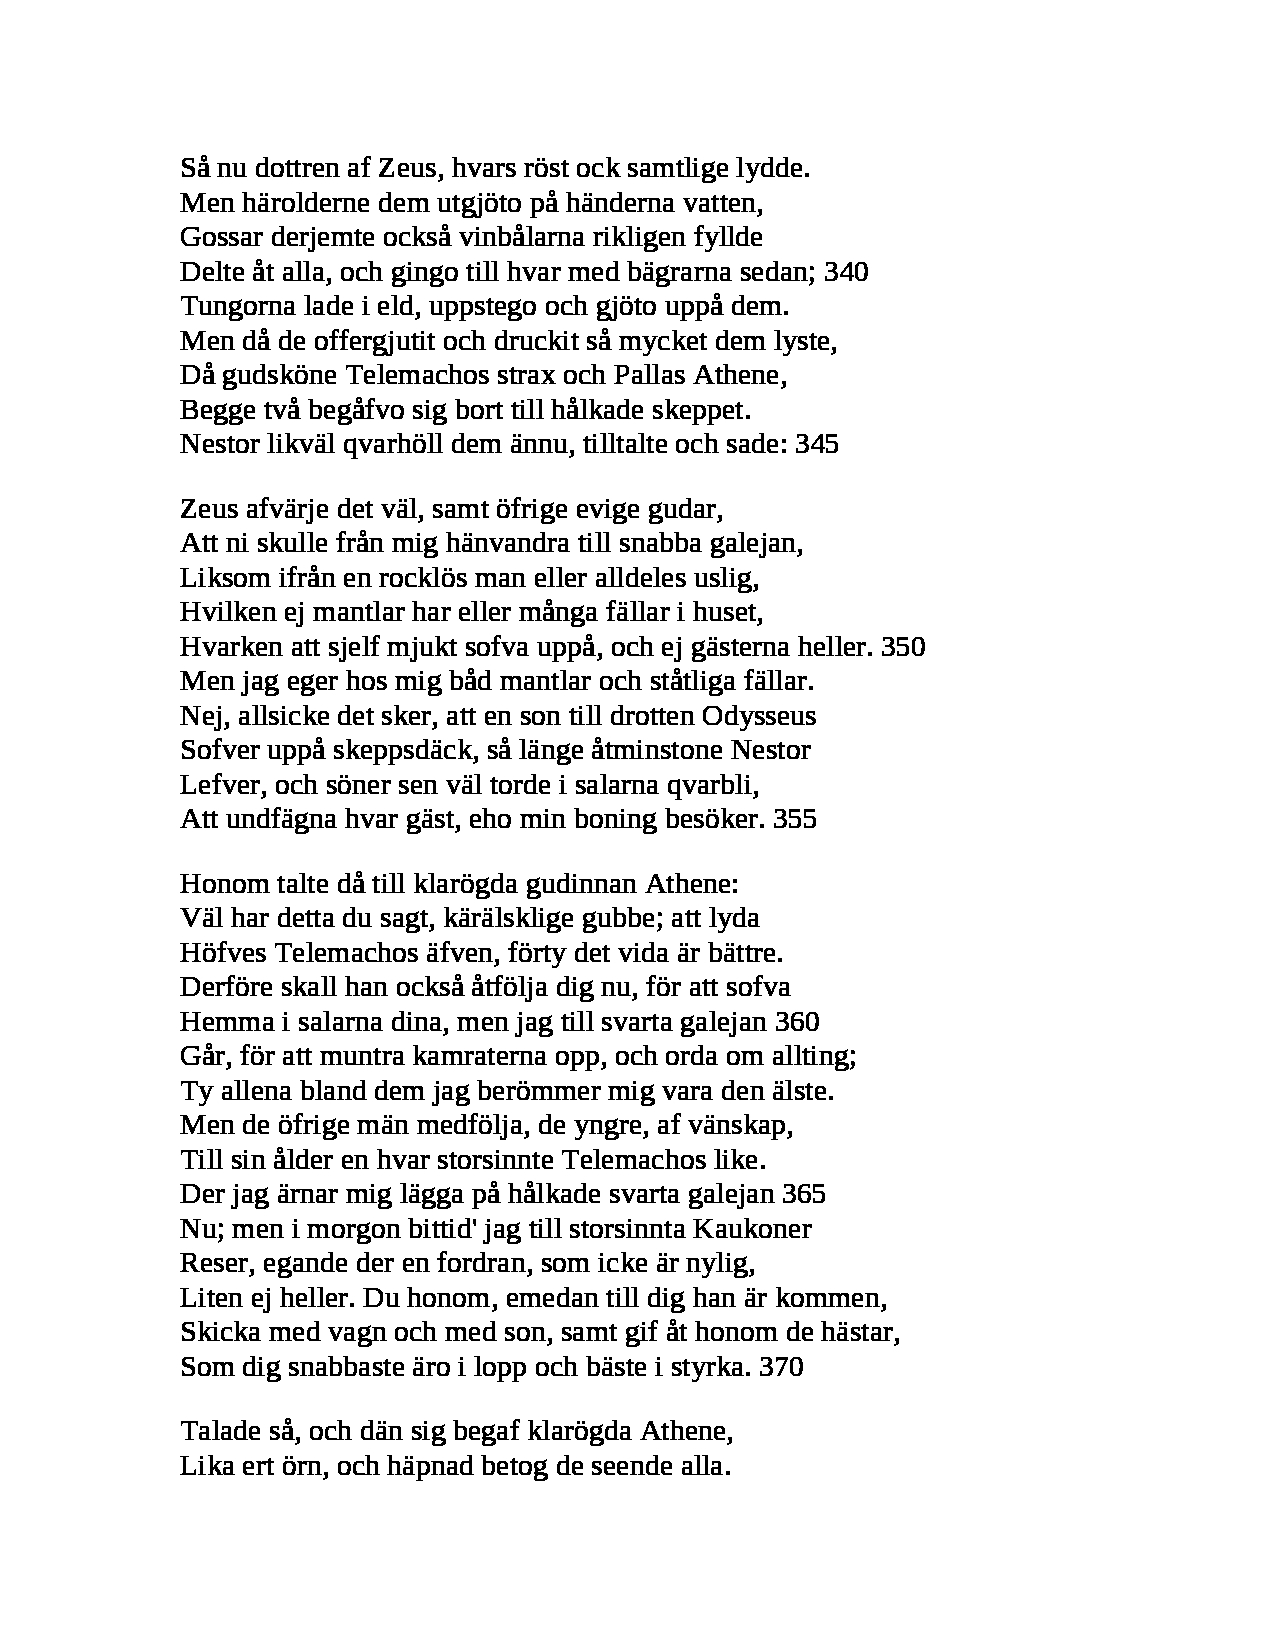 Så nu dottren af Zeus, hvars röst ock samtlige lydde.
Men härolderne dem utgjöto på händerna vatten,
Gossar derjemte också vinbålarna rikligen fyllde
Delte åt alla, och gingo till hvar med bägrarna sedan; 340
Tungorna lade i eld, uppstego och gjöto uppå dem.
Men då de offergjutit och druckit så mycket dem lyste,
Då gudsköne Telemachos strax och Pallas Athene,
Begge två begåfvo sig bort till hålkade skeppet.
Nestor likväl qvarhöll dem ännu, tilltalte och sade: 345

Zeus afvärje det väl, samt öfrige evige gudar,
Att ni skulle från mig hänvandra till snabba galejan,
Liksom ifrån en rocklös man eller alldeles uslig,
Hvilken ej mantlar har eller många fällar i huset,
Hvarken att sjelf mjukt sofva uppå, och ej gästerna heller. 350
Men jag eger hos mig båd mantlar och ståtliga fällar.
Nej, allsicke det sker, att en son till drotten Odysseus
Sofver uppå skeppsdäck, så länge åtminstone Nestor
Lefver, och söner sen väl torde i salarna qvarbli,
Att undfägna hvar gäst, eho min boning besöker. 355

Honom talte då till klarögda gudinnan Athene:
Väl har detta du sagt, kärälsklige gubbe; att lyda
Höfves Telemachos äfven, förty det vida är bättre.
Derföre skall han också åtfölja dig nu, för att sofva
Hemma i salarna dina, men jag till svarta galejan 360
Går, för att muntra kamraterna opp, och orda om allting;
Ty allena bland dem jag berömmer mig vara den älste.
Men de öfrige män medfölja, de yngre, af vänskap,
Till sin ålder en hvar storsinnte Telemachos like.
Der jag ärnar mig lägga på hålkade svarta galejan 365
Nu; men i morgon bittid' jag till storsinnta Kaukoner
Reser, egande der en fordran, som icke är nylig,
Liten ej heller. Du honom, emedan till dig han är kommen,
Skicka med vagn och med son, samt gif åt honom de hästar,
Som dig snabbaste äro i lopp och bäste i styrka. 370

Talade så, och dän sig begaf klarögda Athene,
Lika ert örn, och häpnad betog de seende alla.